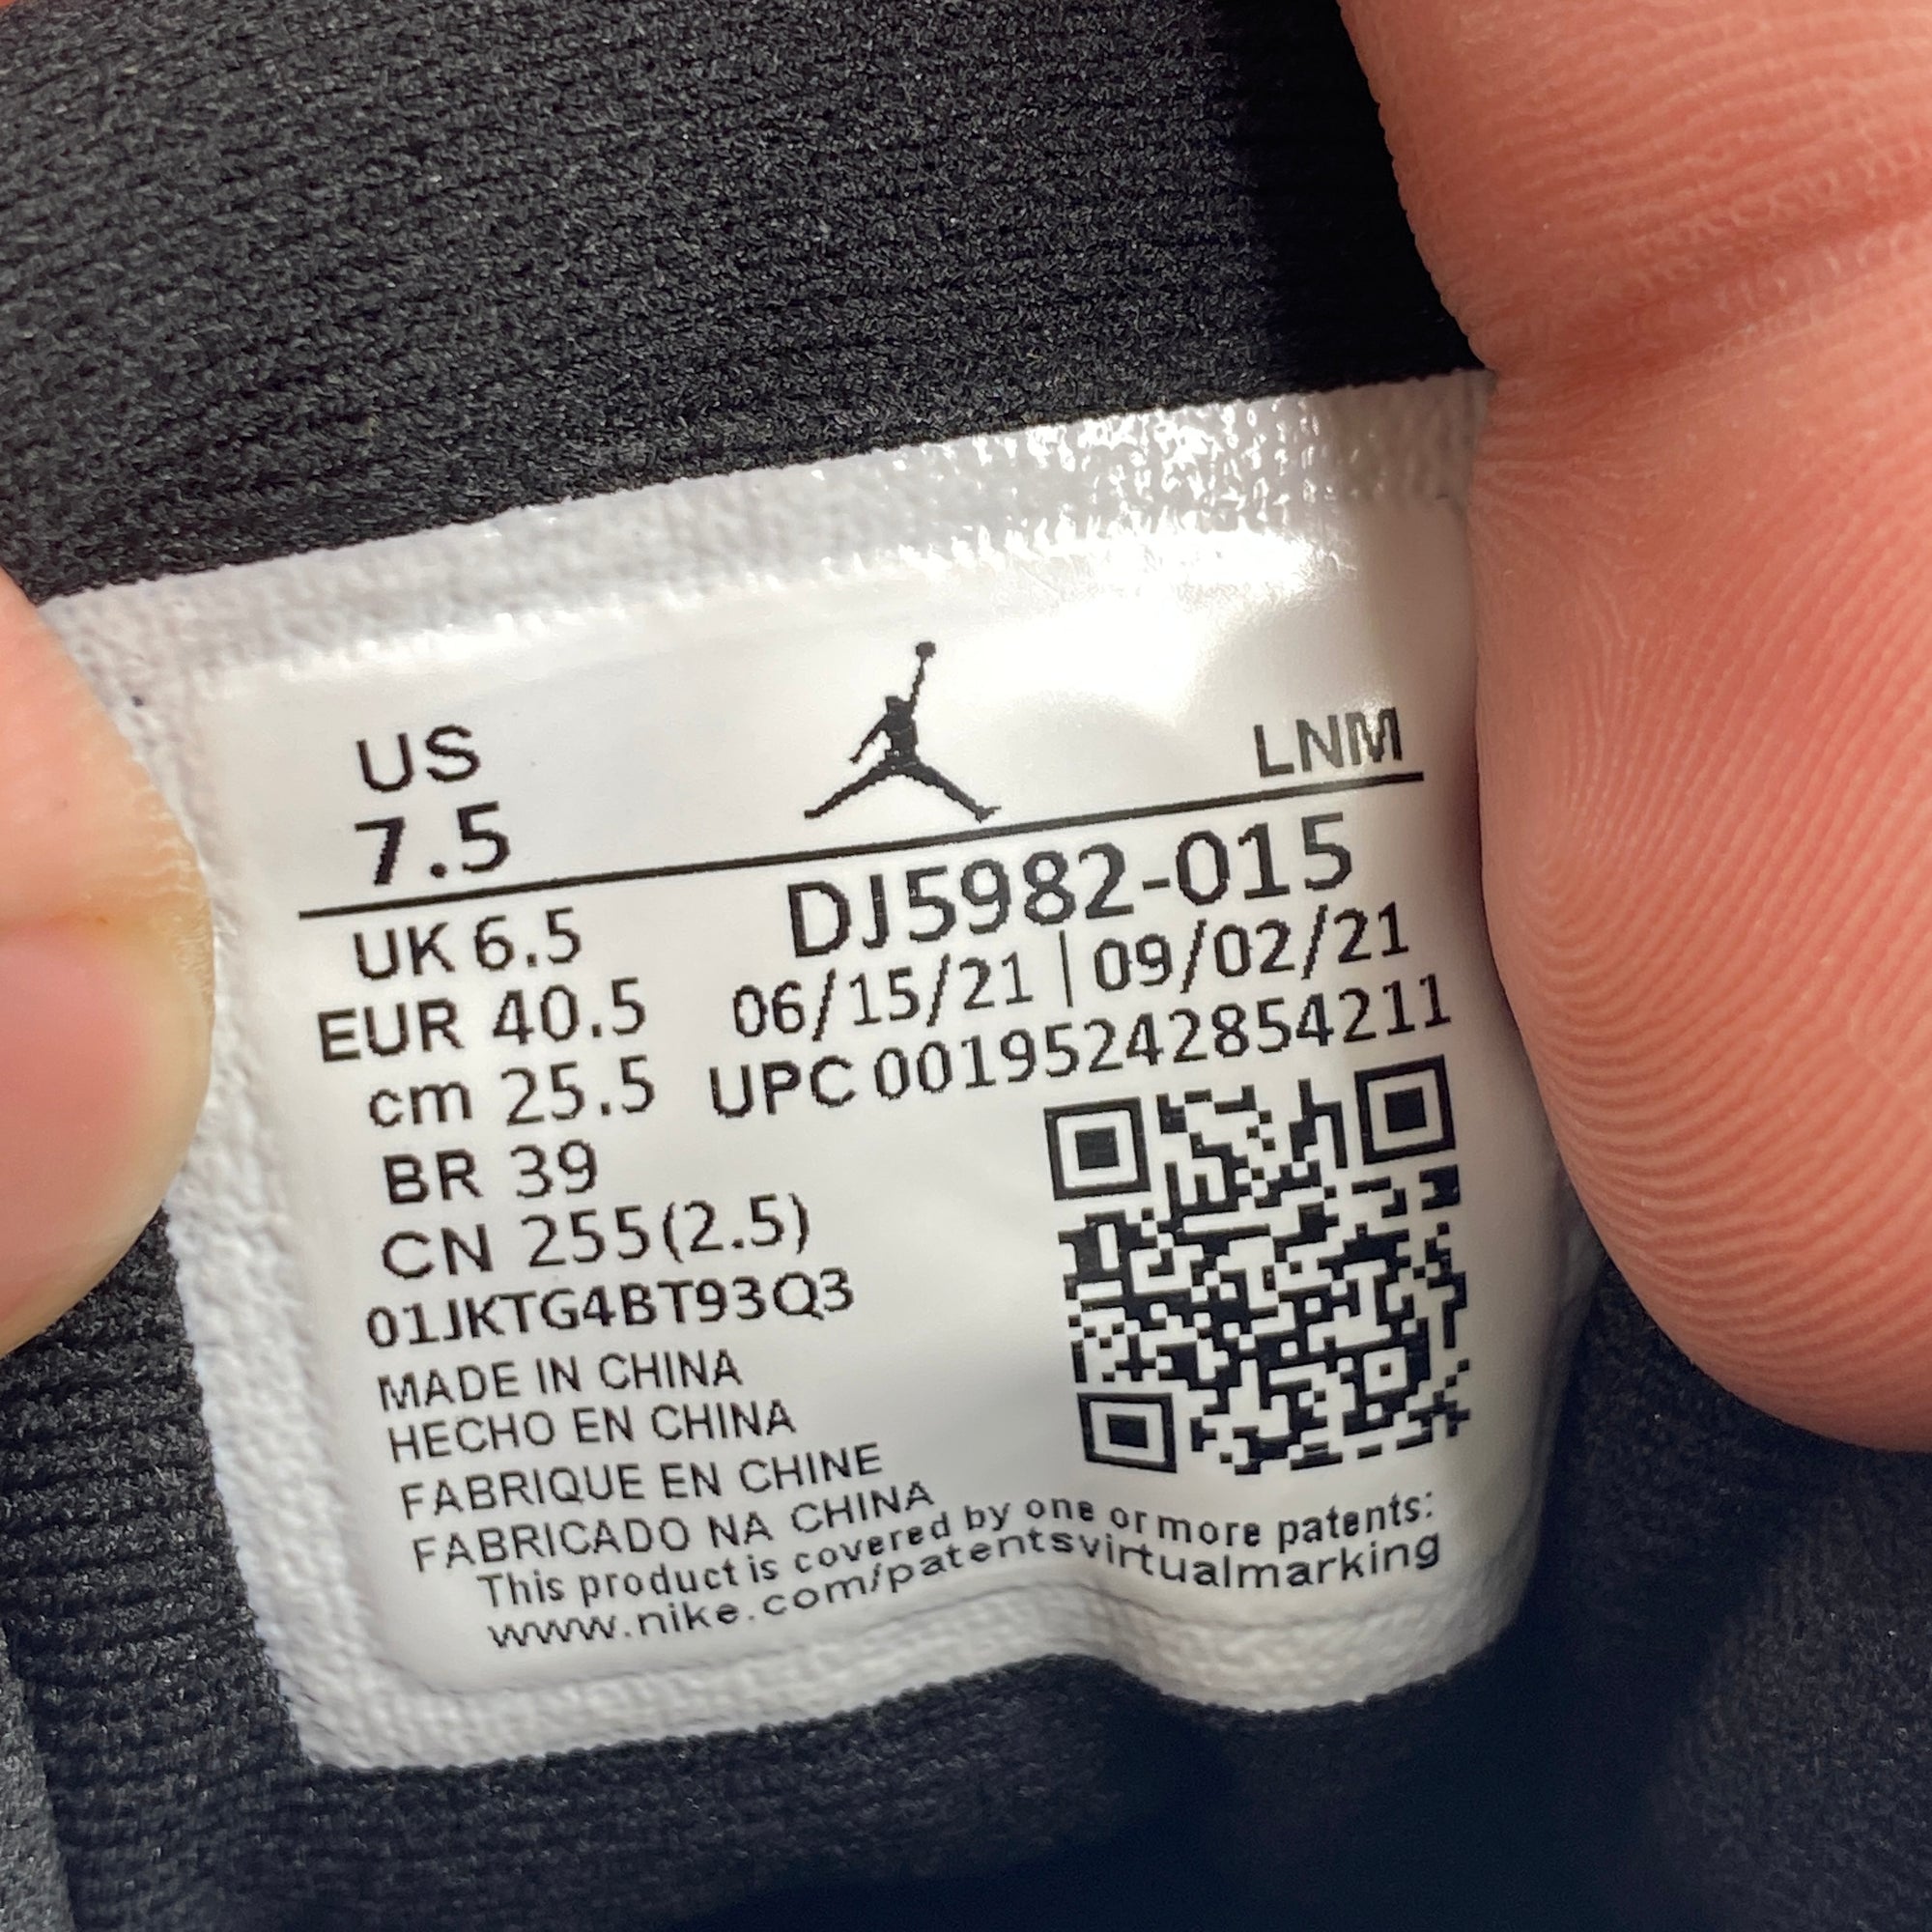 US
7.5
LNM
UK 6.5
EUR 40.5
cm 25.5
BR 39
CN 255(2.5)
DJ5982-015
06/15/21 | 09/02/21
UPC 00195242854211
01JKTG4BT93Q3
MADE IN CHINA
HECHO EN CHINA
FABRIQUE EN CHINE
FABRICADO NA CHINA
This product is covered by one or more patents:
www.nike.com/patentsvirtualmarking